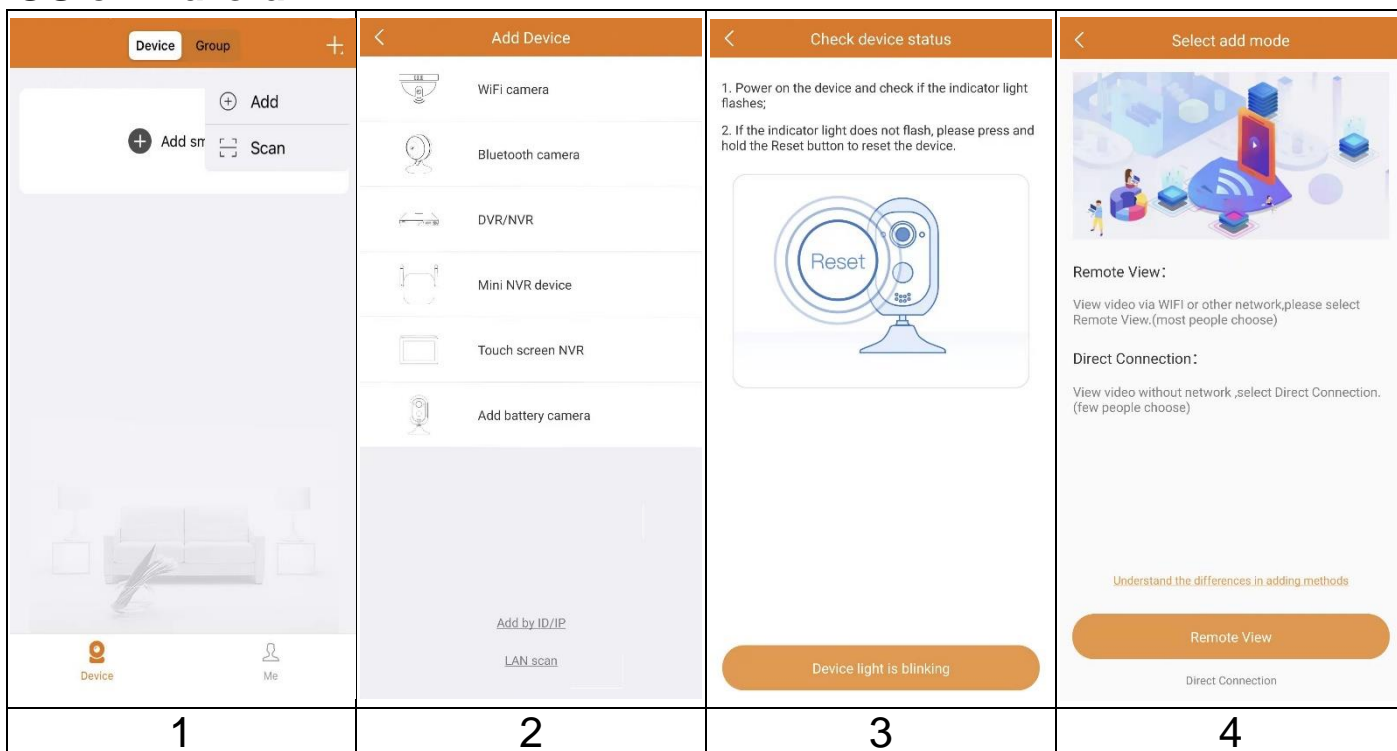 Device Group
Add
Add sm
Scan
Device
Me
1
Add Device
WiFi camera
Bluetooth camera
DVR/NVR
Mini NVR device
Touch screen NVR
Add battery camera
Add by ID/IP
LAN scan
2
Check device status
1. Power on the device and check if the indicator light
flashes;
2. If the indicator light does not flash, please press and
hold the Reset button to reset the device.
Reset
Device light is blinking
3
Select add mode
Remote View:
View video via WIFI or other network,please select
Remote View.(most people choose)
Direct Connection:
View video without network ,select Direct Connection.
(few people choose)
Understand the differences in adding methods
Remote View
Direct Connection
4